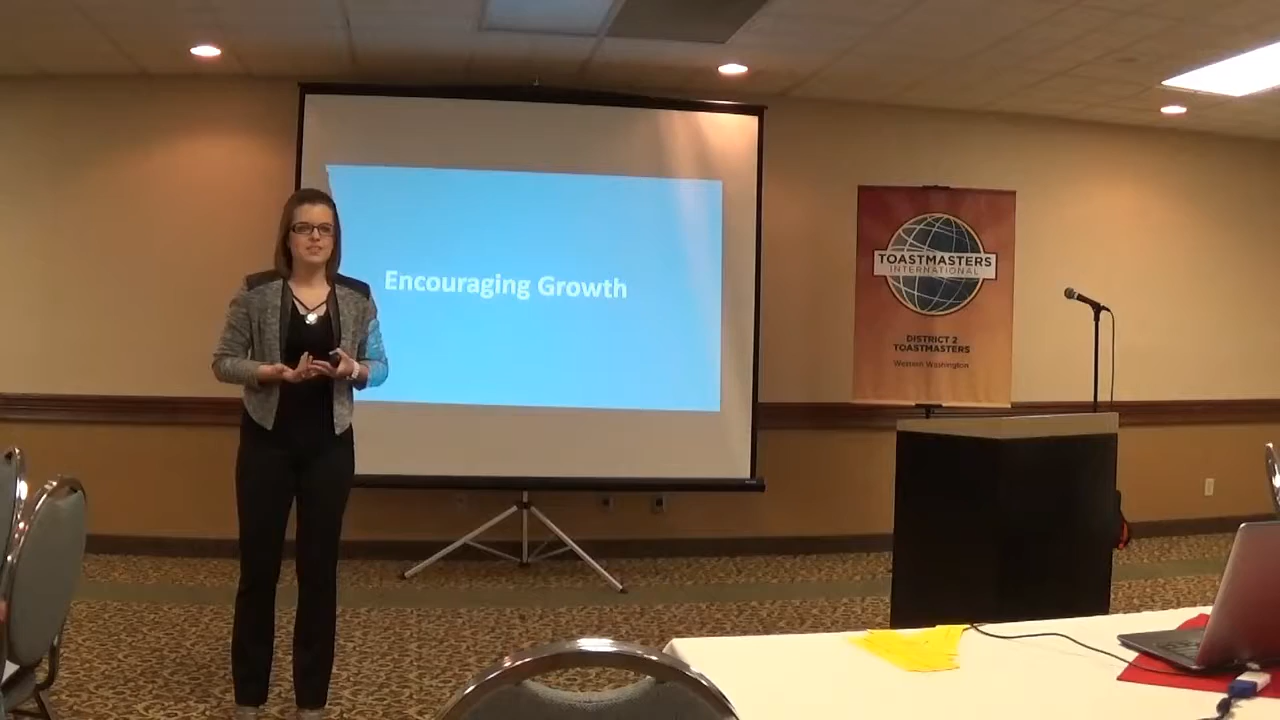 Encouraging Growth
TOASTMASTERS
INTERNATIONAL
DISTRICT 2
TOASTMASTERS
Western Washington